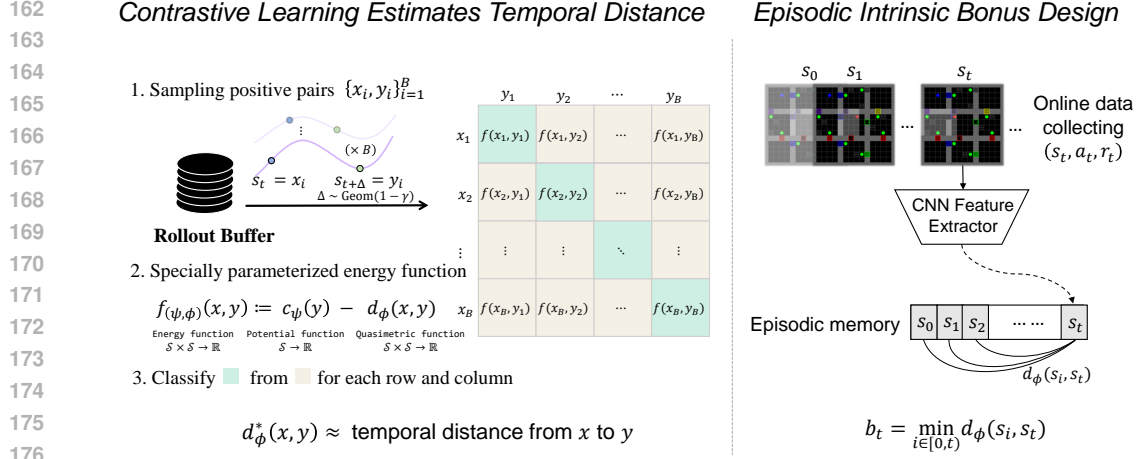 162
163
164
165
166
167
168
169
170
171
172
173
174
175
176
Contrastive Learning Estimates Temporal Distance
1. Sampling positive pairs {x_i, y_i}_{i=1}^B
⋮
(× B)
s_t = x_i
s_{t+Δ} = y_i
Δ ~ Geom(1 − γ)
Rollout Buffer
2. Specially parameterized energy function
f_{(ψ,ϕ)}(x, y) ≔ c_ψ(y) − d_ϕ(x, y)
Energy function Potential function Quasimetric function
𝒮 × 𝒮 → ℝ 𝒮 → ℝ 𝒮 × 𝒮 → ℝ
3. Classify from for each row and column
y_1 y_2 ⋯ y_B
x_1 f(x_1, y_1) f(x_1, y_2) ⋯ f(x_1, y_B)
x_2 f(x_2, y_1) f(x_2, y_2) ⋯ f(x_2, y_B)
⋮ ⋮ ⋮ ⋱ ⋮
x_B f(x_B, y_1) f(x_B, y_2) ⋯ f(x_B, y_B)
d_ϕ^*(x, y) ≈ temporal distance from x to y
Episodic Intrinsic Bonus Design
s_0 s_1 s_t
... ...
Online data
collecting
(s_t, a_t, r_t)
CNN Feature
Extractor
Episodic memory
s_0 s_1 s_2 ⋯⋯ s_t
d_ϕ(s_i, s_t)
b_t = min_{i∈[0,t)} d_ϕ(s_i, s_t)